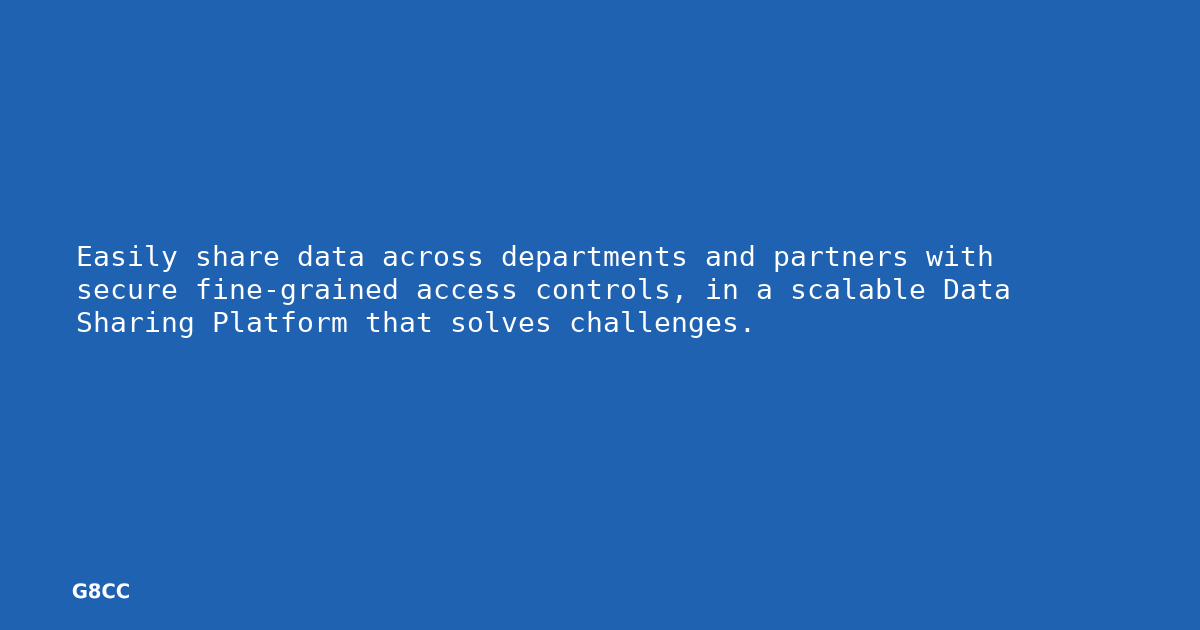 Easily share data across departments and partners with
secure fine-grained access controls, in a scalable Data
Sharing Platform that solves challenges.
G8CC